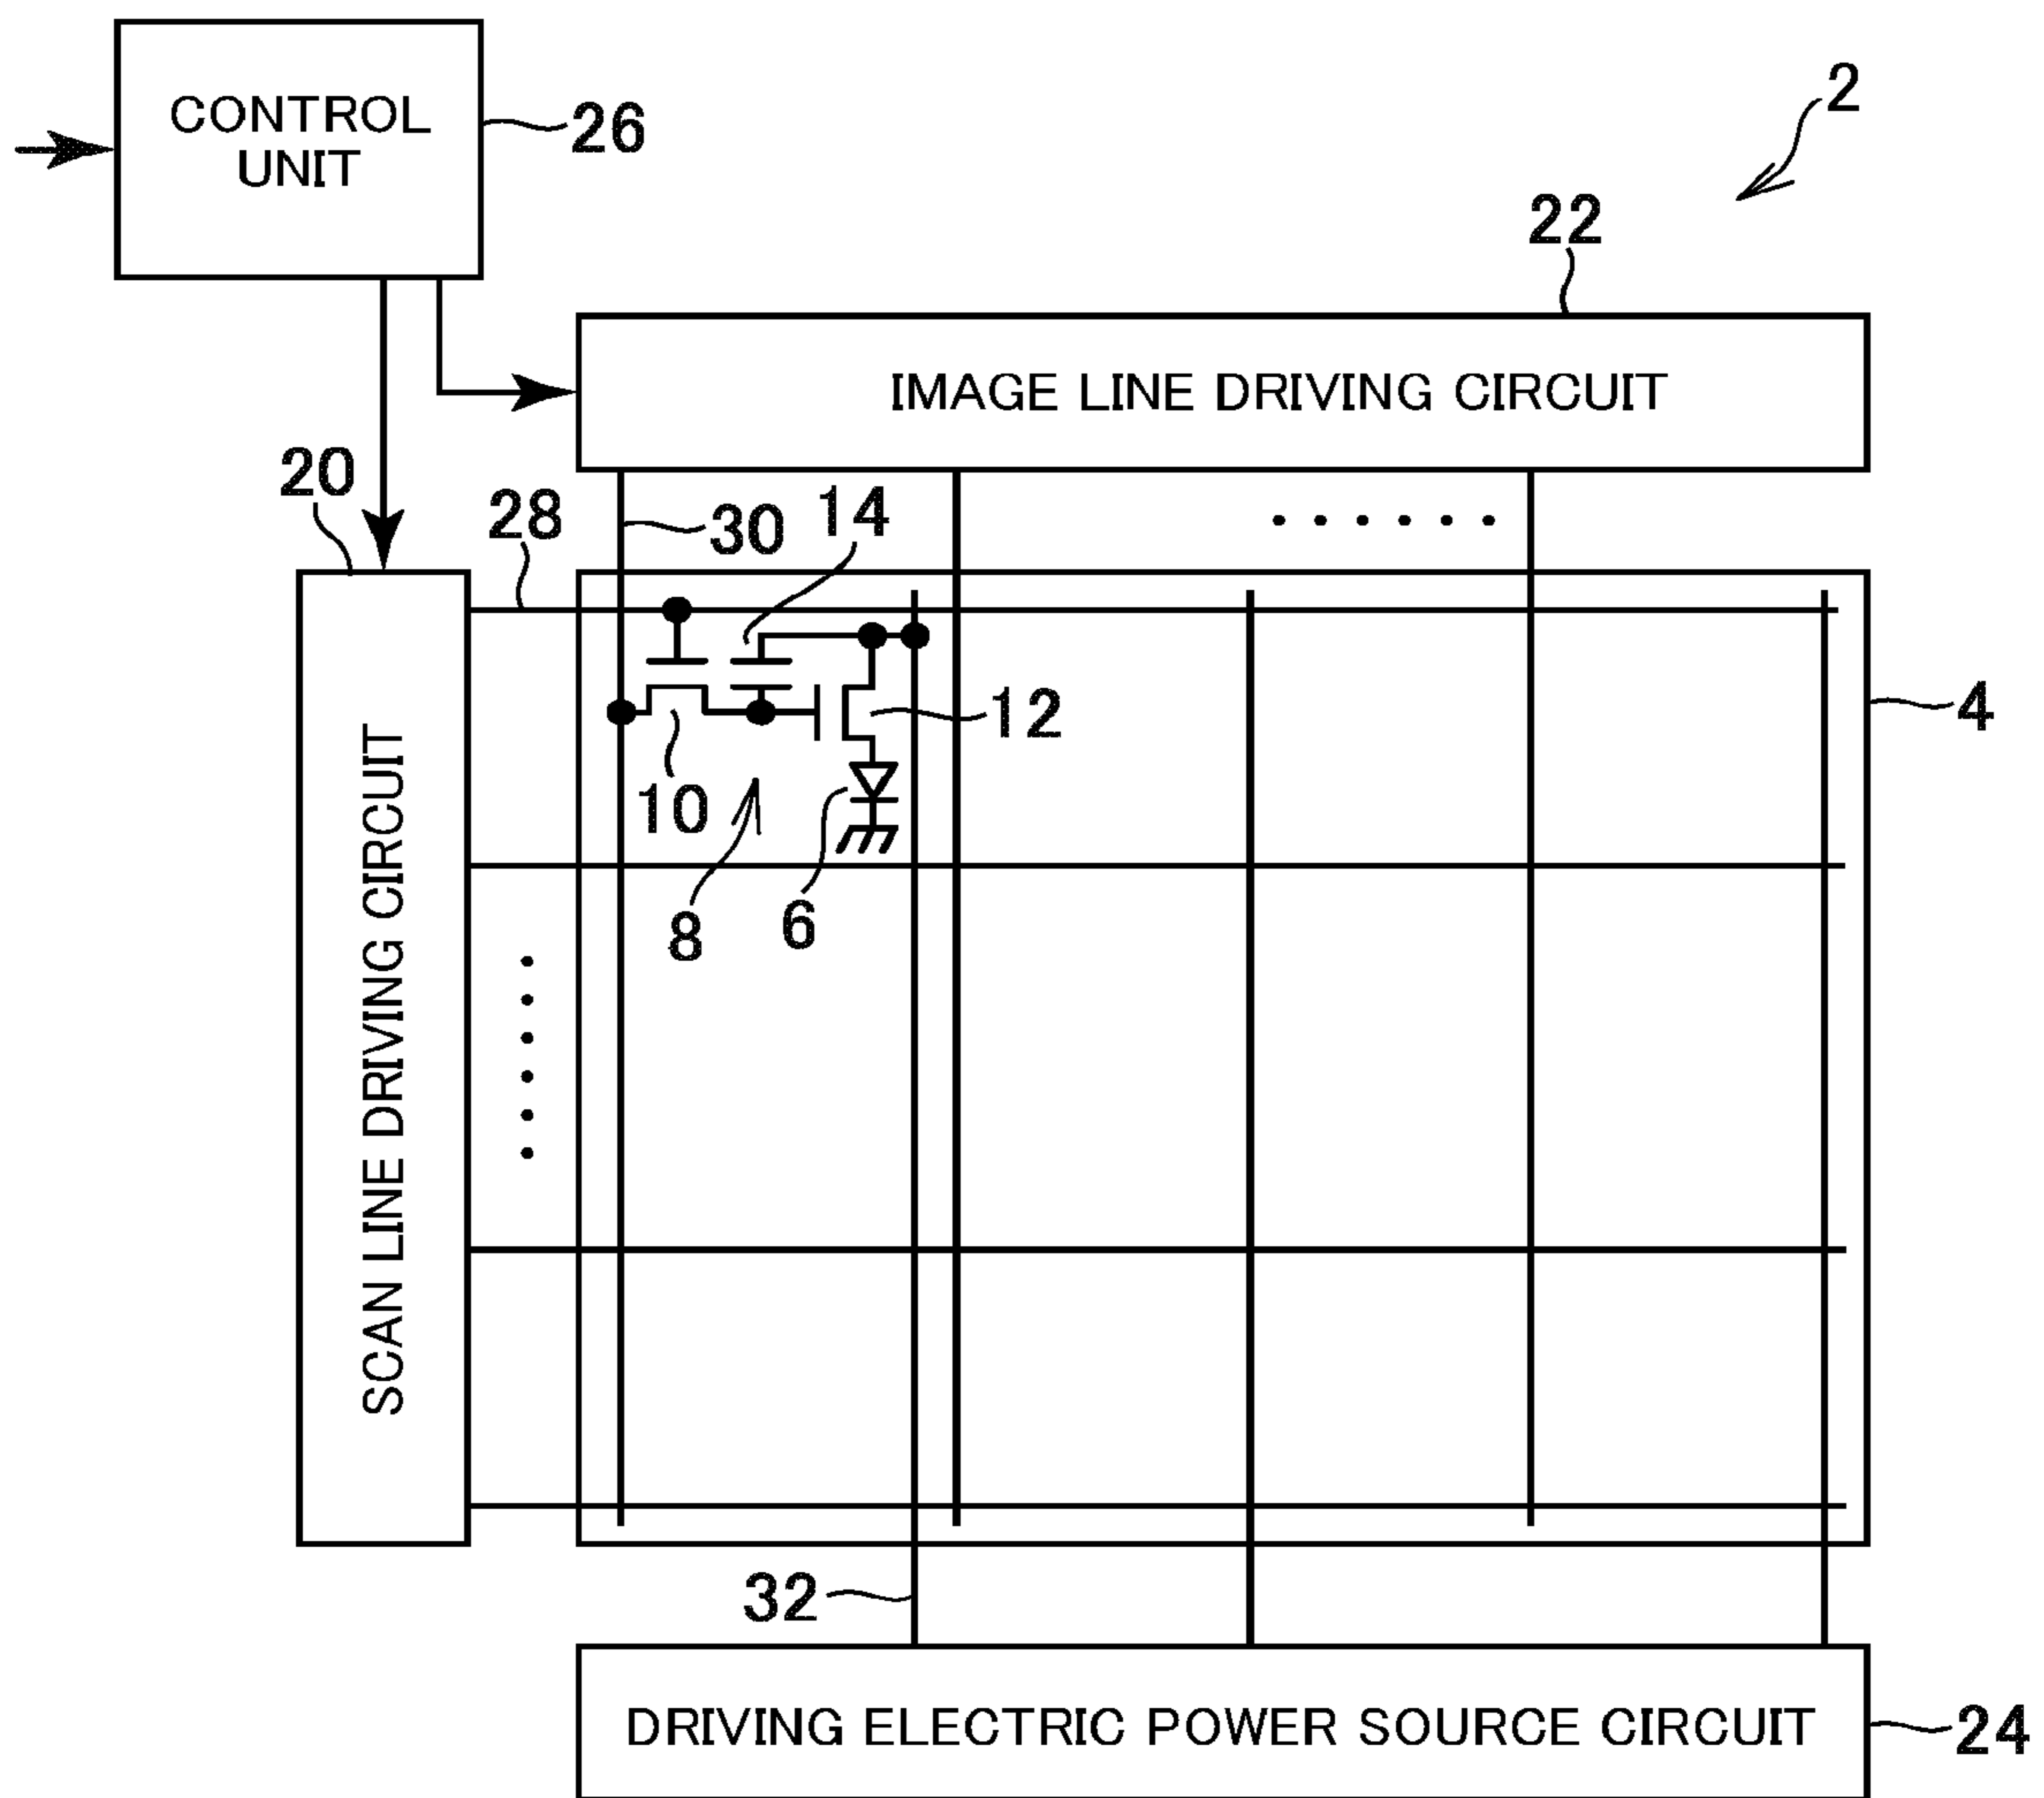 CONTROL
UNIT
26
2
22
IMAGE LINE DRIVING CIRCUIT
20
28
30
14
4
12
10
8
6
SCAN LINE DRIVING CIRCUIT
32
DRIVING ELECTRIC POWER SOURCE CIRCUIT
24